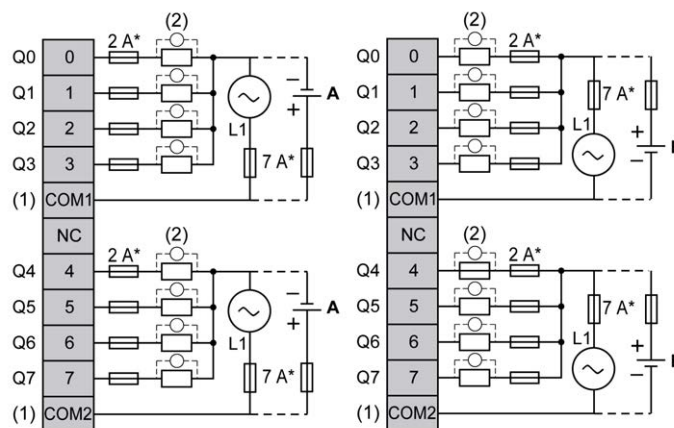 (2)
Q0 0 2 A*
Q1 1
− A
+
Q2 2
L1
Q3 3
7 A*
(1) COM1
NC
(2)
Q4 4 2 A*
Q5 5
− A
+
Q6 6
L1
Q7 7
7 A*
(1) COM2
(2)
Q0 0 2 A*
Q1 1
7 A*
Q2 2
L1
+
−
Q3 3
(1) COM1
NC
(2)
Q4 4 2 A*
Q5 5
7 A*
Q6 6
L1
+
−
Q7 7
(1) COM2